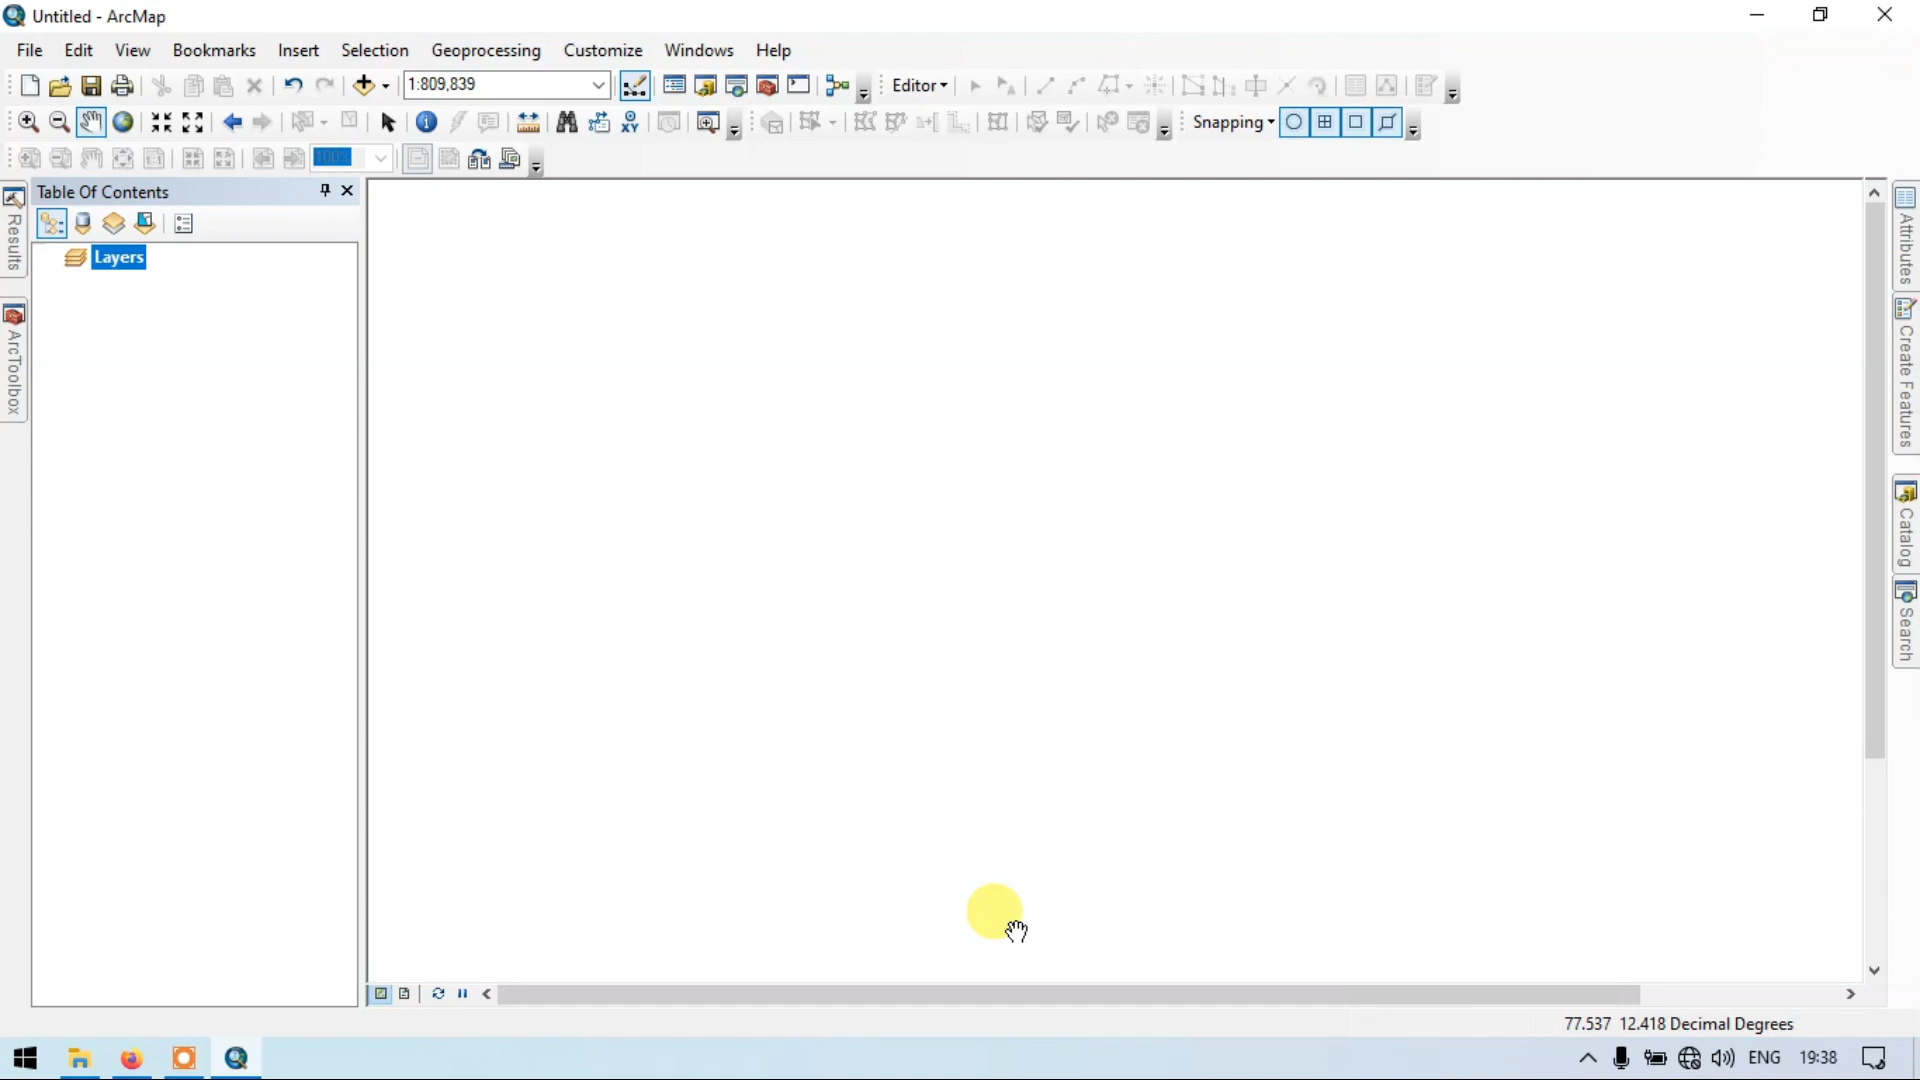 Untitled - ArcMap
File Edit View Bookmarks Insert Selection Geoprocessing Customize Windows Help
1:809,839 Editor
Snapping
100%
Table Of Contents
Layers
Results
ArcToolbox
Attributes
Create Features
Catalog
Search
77.537 12.418 Decimal Degrees
ENG 19:38